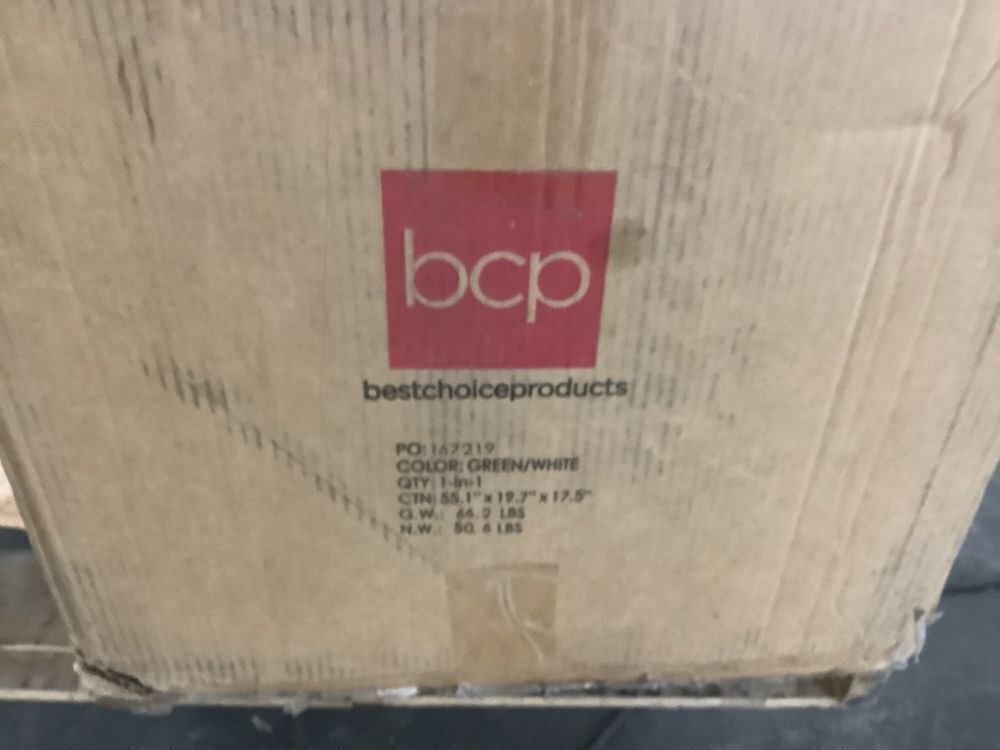 bcp
bestchoiceproducts
PO: 167219
COLOR: GREEN/WHITE
QTY: 1-in-1
CTN: 55.1" x 19.7" x 17.5"
G.W.: 66.2 LBS
N.W.: 50.6 LBS